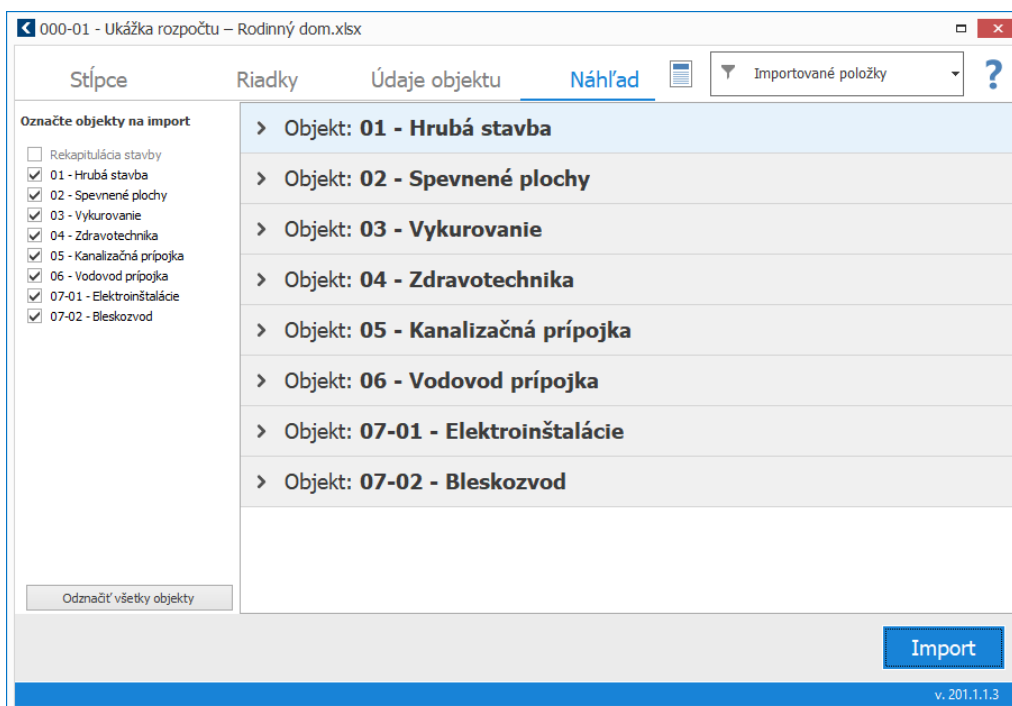 000-01 - Ukážka rozpočtu – Rodinný dom.xlsx
Stĺpce
Riadky
Údaje objektu
Náhľad
Importované položky
?
Označte objekty na import
Rekapitulácia stavby
01 - Hrubá stavba
02 - Spevnené plochy
03 - Vykurovanie
04 - Zdravotechnika
05 - Kanalizačná prípojka
06 - Vodovod prípojka
07-01 - Elektroinštalácie
07-02 - Bleskozvod
Odznačiť všetky objekty
Objekt: 01 - Hrubá stavba
Objekt: 02 - Spevnené plochy
Objekt: 03 - Vykurovanie
Objekt: 04 - Zdravotechnika
Objekt: 05 - Kanalizačná prípojka
Objekt: 06 - Vodovod prípojka
Objekt: 07-01 - Elektroinštalácie
Objekt: 07-02 - Bleskozvod
Import
v. 201.1.1.3